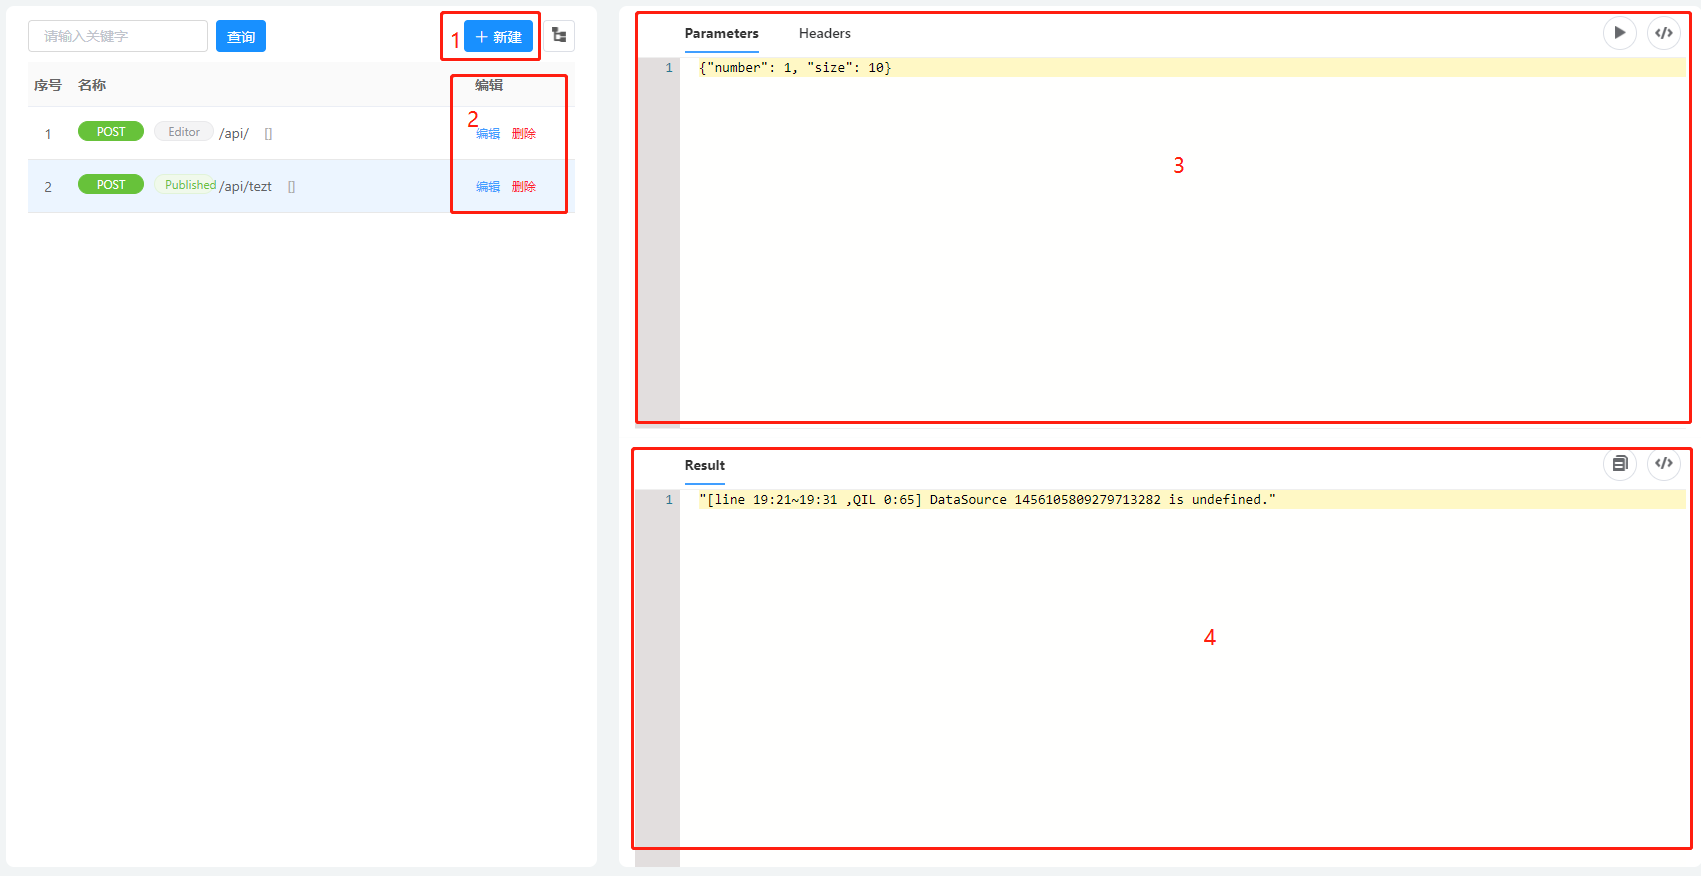 请输入关键字 查询 1 + 新建
序号 名称 编辑
1 POST Editor /api/ [] 2 编辑 删除
2 POST Published /api/tezt [] 编辑 删除
Parameters Headers
1 {"number": 1, "size": 10}
3
Result
1 "[line 19:21~19:31 ,QIL 0:65] DataSource 1456105809279713282 is undefined."
4